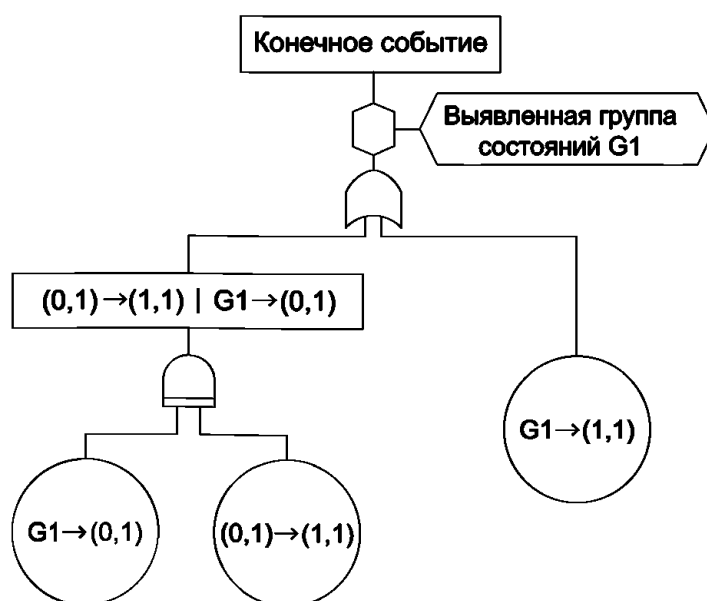 Конечное событие
Выявленная группа
состояний G1
(0,1)→(1,1) | G1→(0,1)
G1→(1,1)
G1→(0,1)
(0,1)→(1,1)